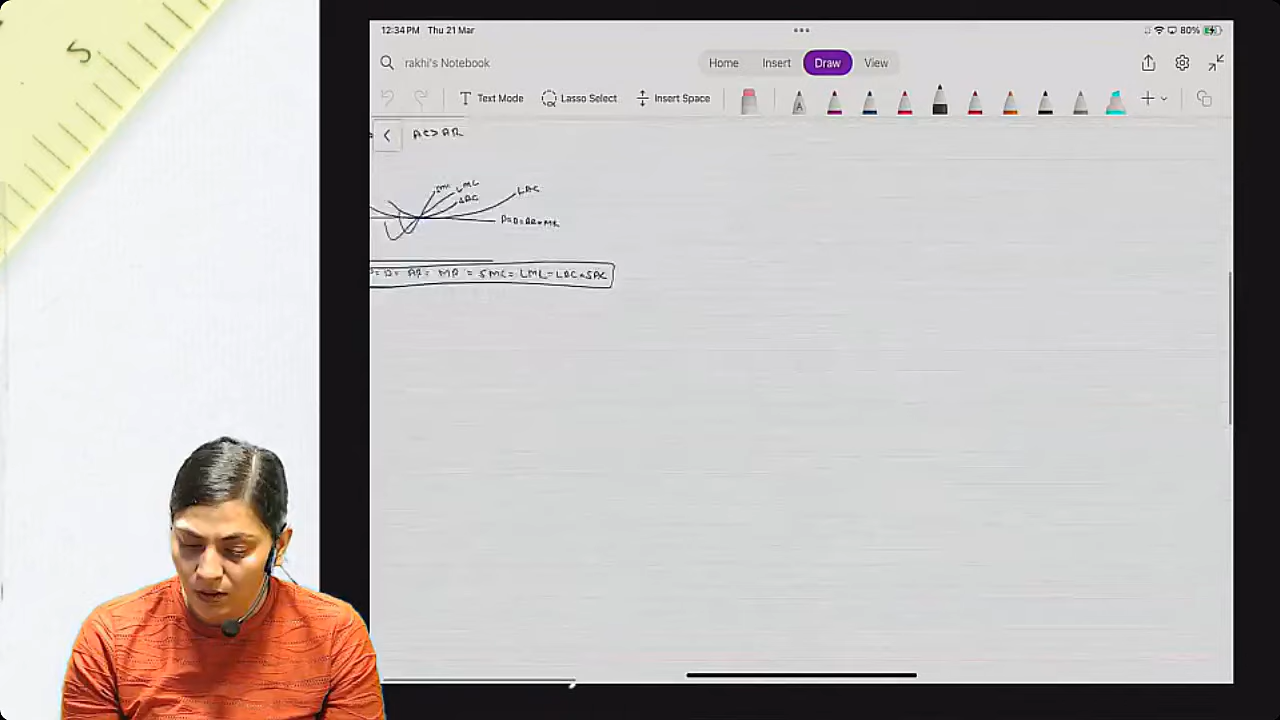 5
12:34 PM Thu 21 Mar
80%
rakhi's Notebook
Home Insert Draw View
Text Mode Lasso Select Insert Space
A
AC > AR
SMC LMC
SAC
LAC
P=D=AR=MR
= D = AR = MR = SMC = LMC = LAC = SAC